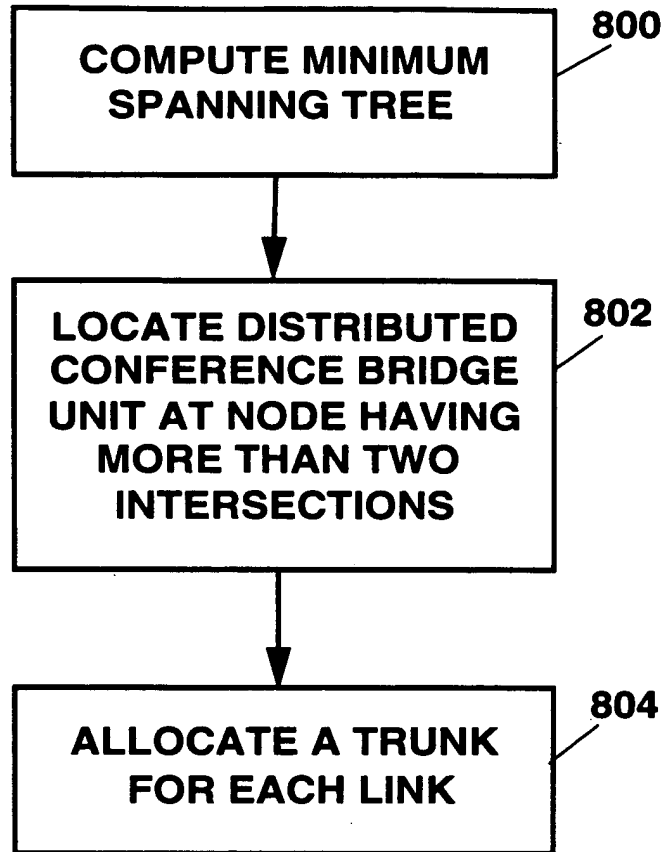 800
COMPUTE MINIMUM
SPANNING TREE
802
LOCATE DISTRIBUTED
CONFERENCE BRIDGE
UNIT AT NODE HAVING
MORE THAN TWO
INTERSECTIONS
804
ALLOCATE A TRUNK
FOR EACH LINK